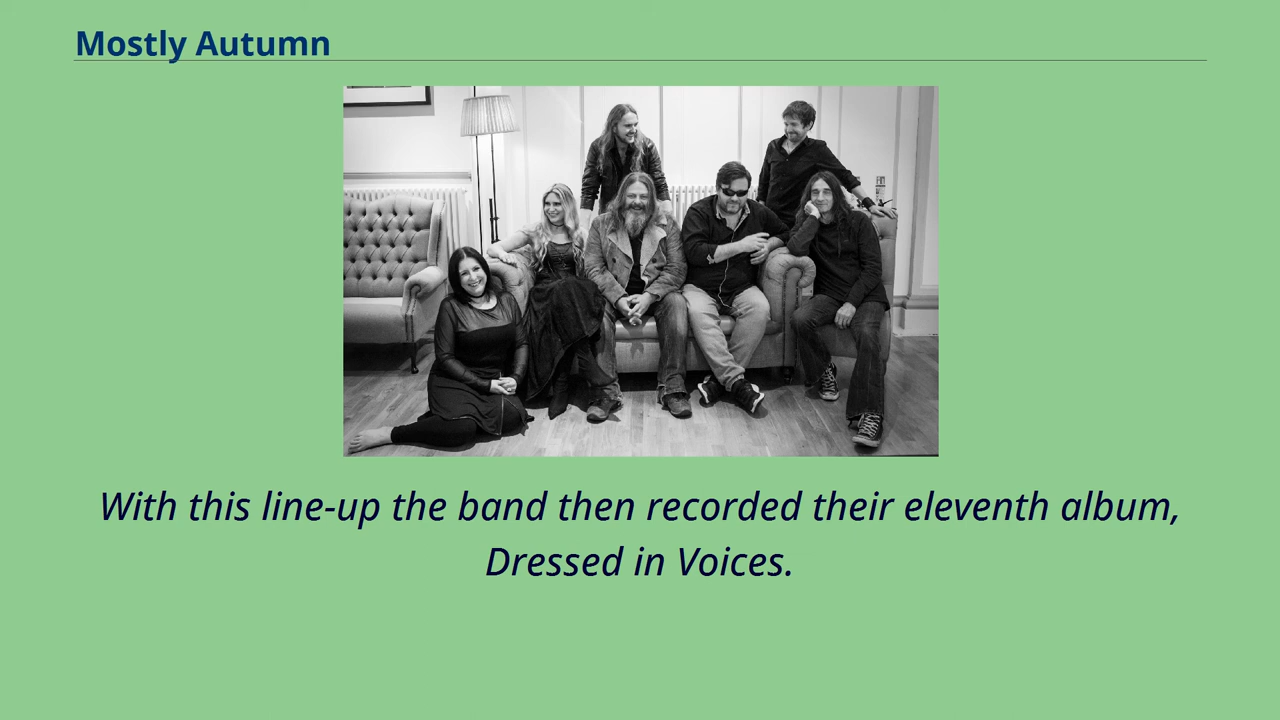 Mostly Autumn
With this line-up the band then recorded their eleventh album,
Dressed in Voices.